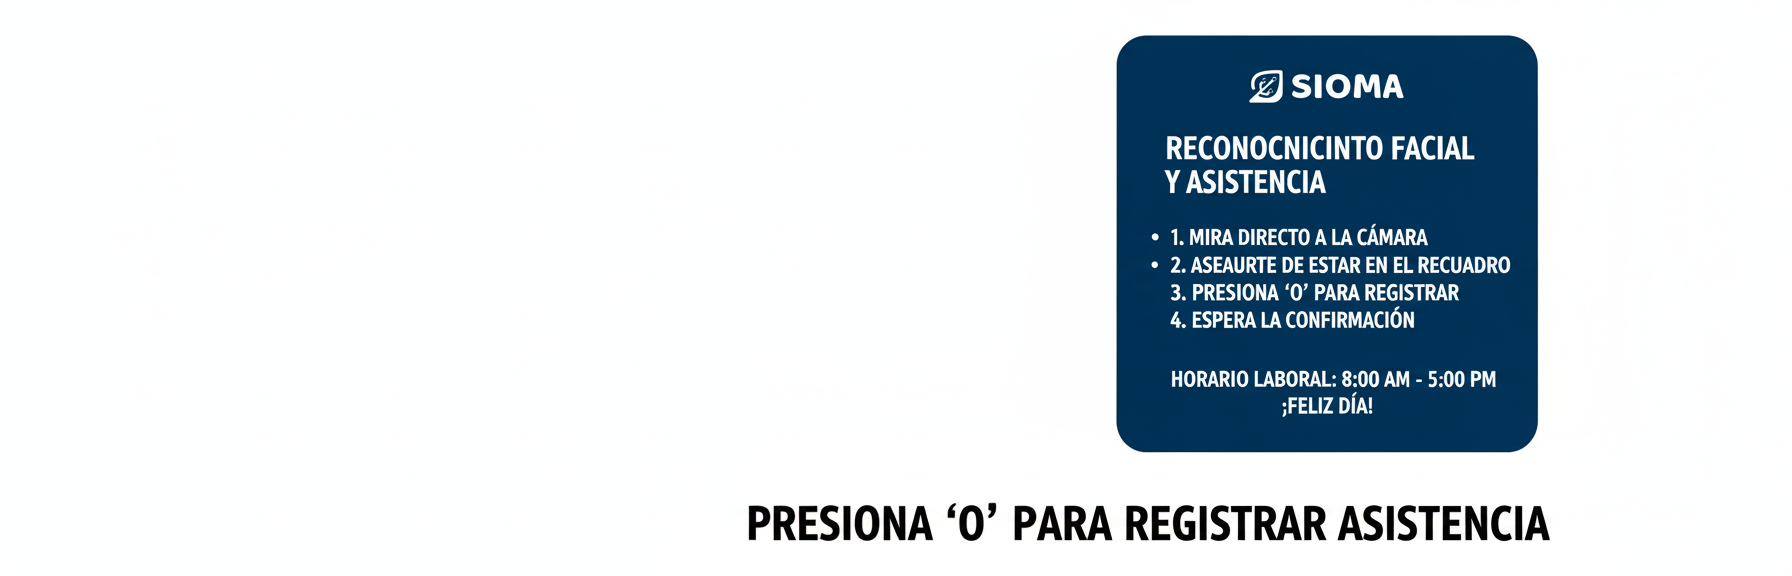 SIOMA
RECONOCNICINTO FACIAL
Y ASISTENCIA
• 1. MIRA DIRECTO A LA CÁMARA
• 2. ASEAURTE DE ESTAR EN EL RECUADRO
3. PRESIONA ‘O’ PARA REGISTRAR
4. ESPERA LA CONFIRMACIÓN
HORARIO LABORAL: 8:00 AM - 5:00 PM
¡FELIZ DÍA!
PRESIONA ‘O’ PARA REGISTRAR ASISTENCIA